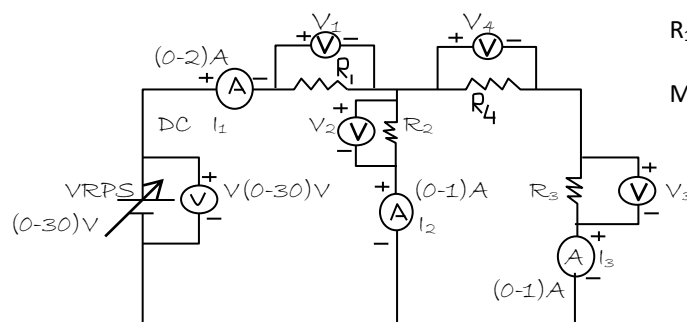 V1 V4
+ V − + V − R1
(0-2)A
+ A − R1
M
R4
DC I1
+
V2 V R2
−
+ (0-1)A
+
VRPS V V(0-30)V
(0-30)V
−
A I2
−
+
R3 V V3
−
+
A I3
−
(0-1)A